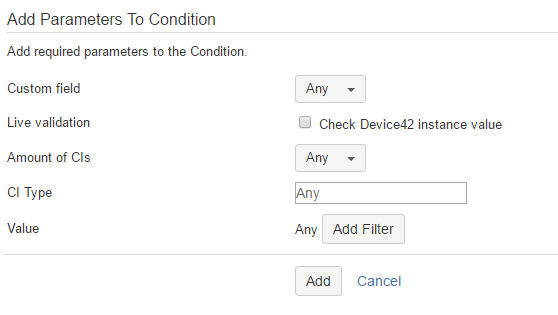 Add Parameters To Condition
Add required parameters to the Condition.
Custom field Any
Live validation Check Device42 instance value
Amount of CIs Any
CI Type Any
Value Any Add Filter
Add Cancel